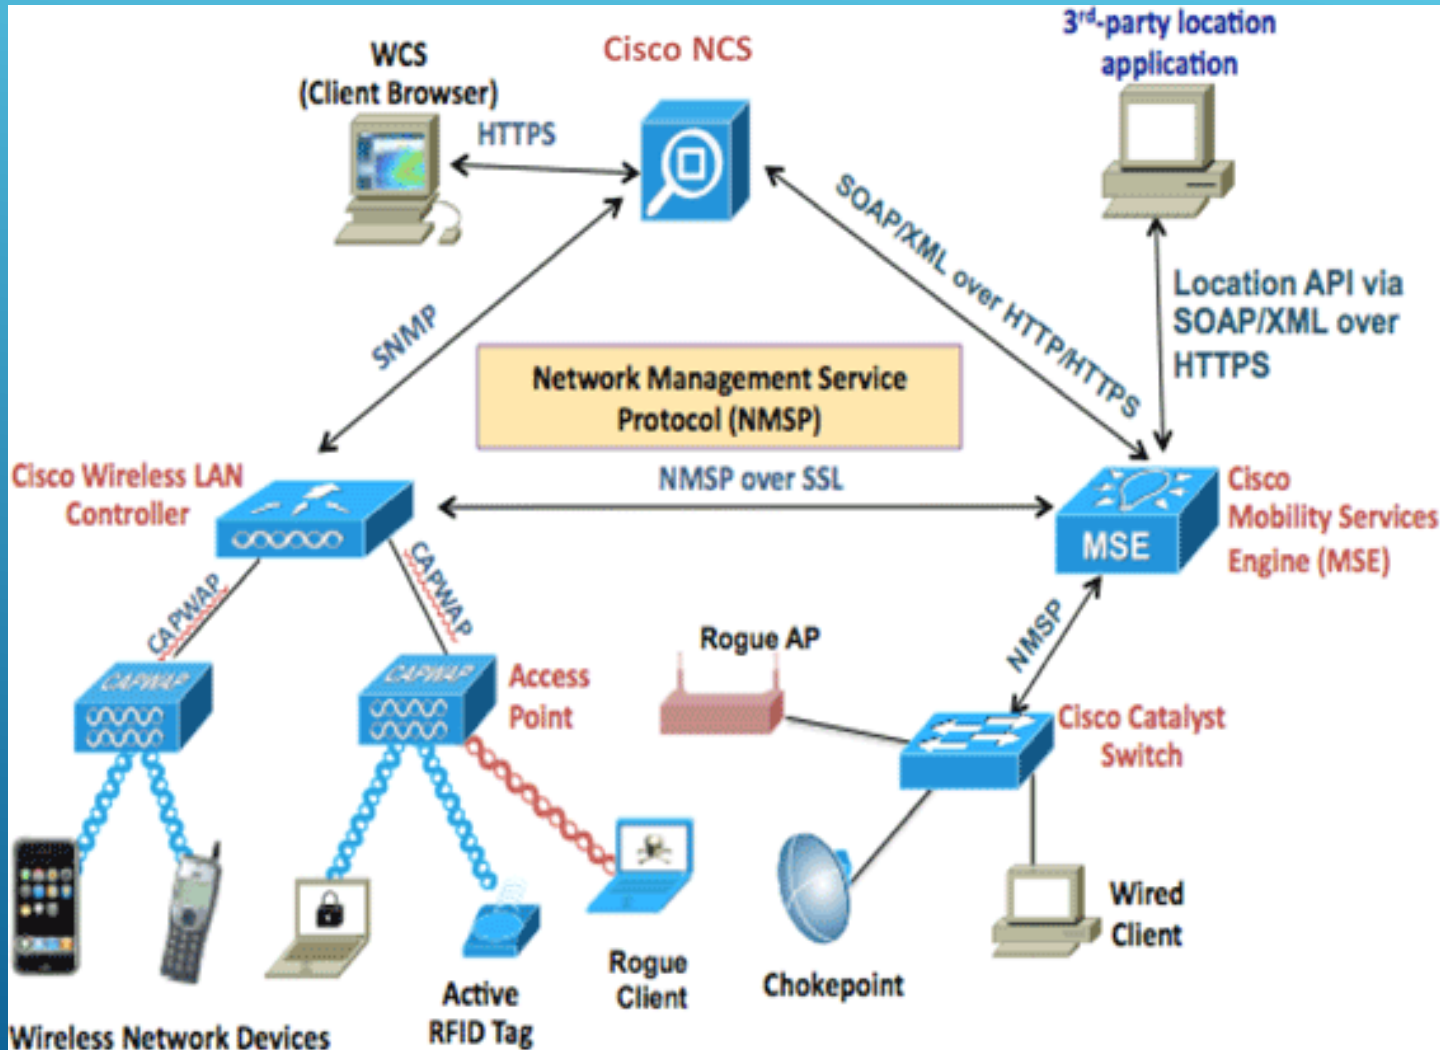 WCS
(Client Browser)
Cisco NCS
3rd-party location
application
HTTPS
SNMP
SOAP/XML over HTTP/HTTPS
Location API via
SOAP/XML over
HTTPS
Network Management Service
Protocol (NMSP)
NMSP over SSL
Cisco Wireless LAN
Controller
MSE
Cisco
Mobility Services
Engine (MSE)
CAPWAP
CAPWAP
NMSP
CAPWAP
CAPWAP
Access
Point
Rogue AP
Cisco Catalyst
Switch
Wired
Client
Chokepoint
Rogue
Client
Active
RFID Tag
Wireless Network Devices